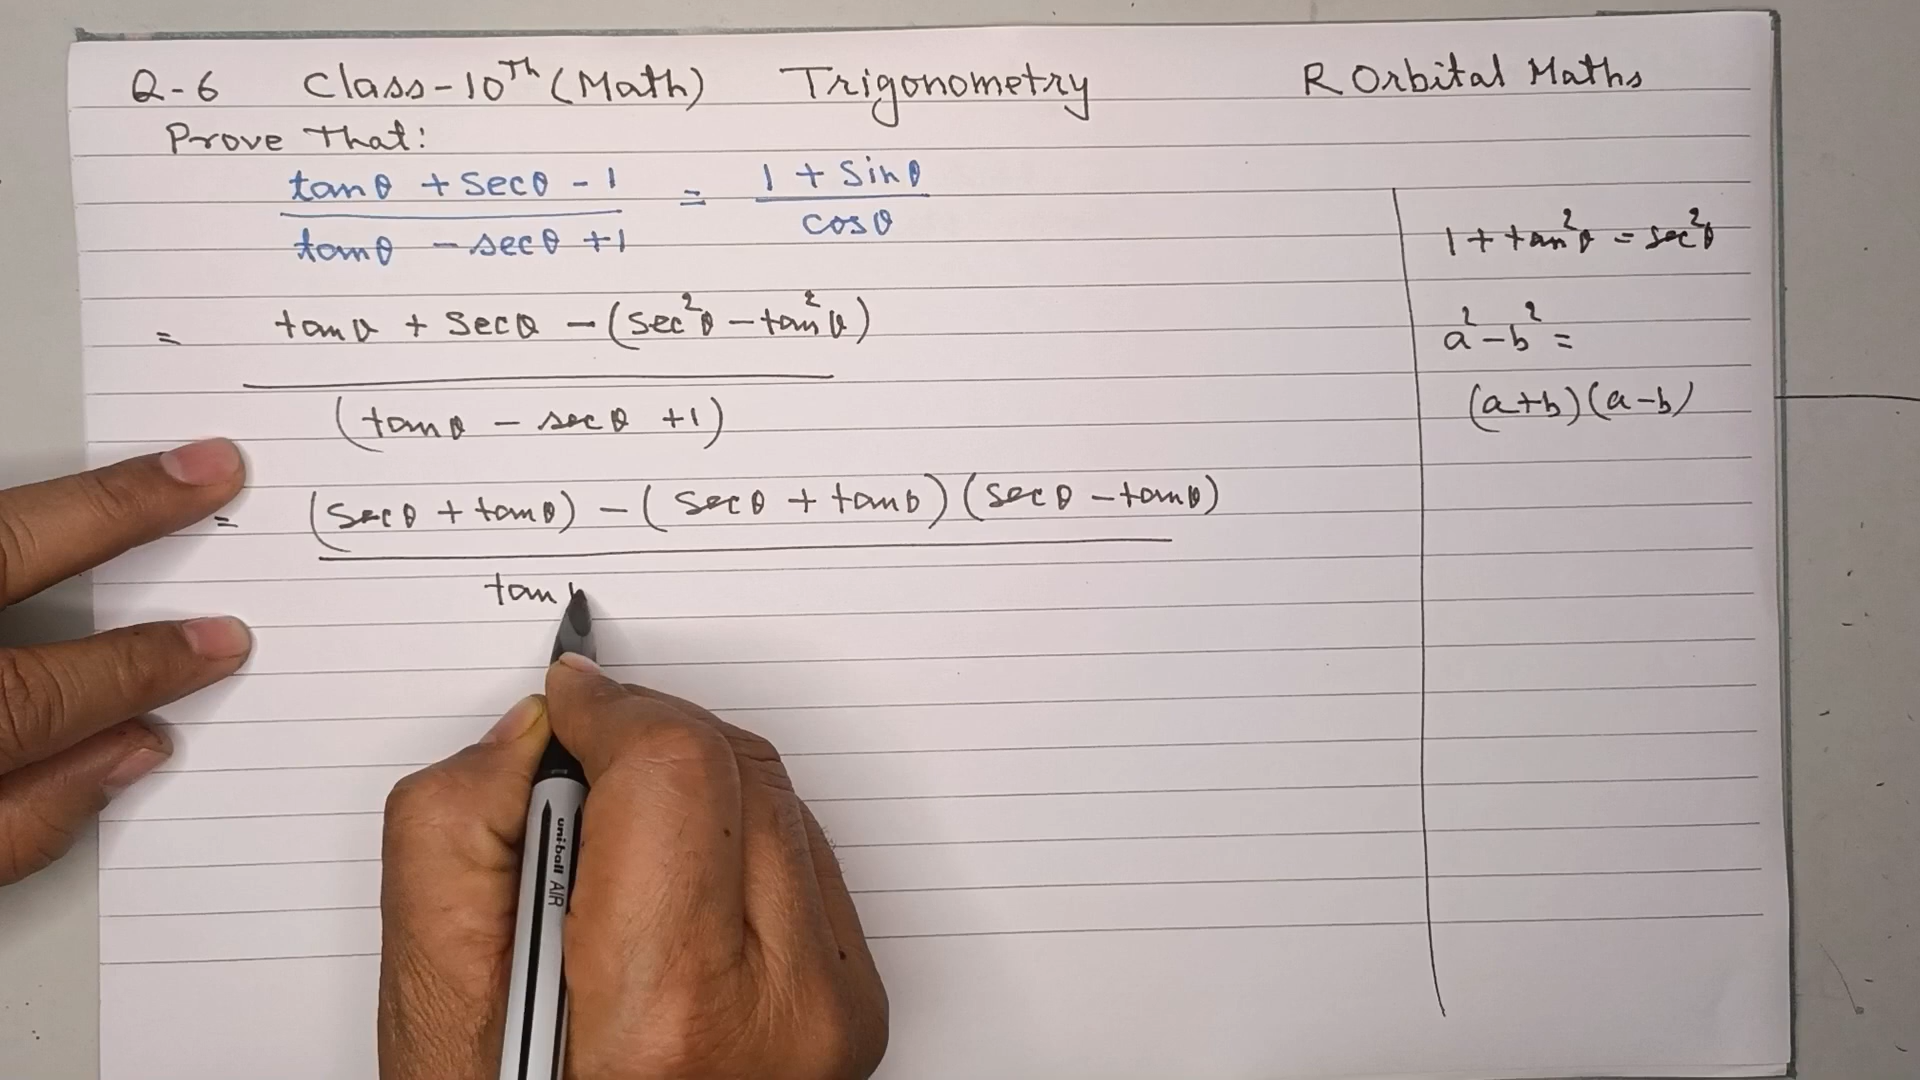 Q-6 Class-10Th (Math) Trigonometry R Orbital Maths
Prove That:
tanθ + secθ - 1 = 1 + Sinθ
tanθ - secθ +1 cosθ
= tanθ + Secθ - (sec²θ - tan²θ)
(tanθ - secθ +1)
= (Secθ + tanθ) - (Secθ + tanθ)(secθ - tanθ)
tan
1 + tan²θ = sec²θ
a² - b² =
(a+b)(a-b)
uniball AIR